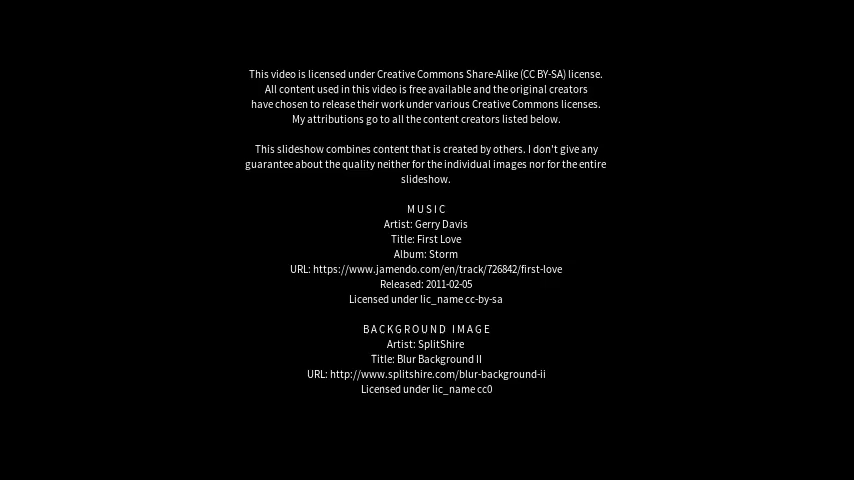 This video is licensed under Creative Commons Share-Alike (CC BY-SA) license.
All content used in this video is free available and the original creators
have chosen to release their work under various Creative Commons licenses.
My attributions go to all the content creators listed below.
This slideshow combines content that is created by others. I don't give any
guarantee about the quality neither for the individual images nor for the entire
slideshow.
MUSIC
Artist: Gerry Davis
Title: First Love
Album: Storm
URL: https://www.jamendo.com/en/track/726842/first-love
Released: 2011-02-05
Licensed under lic_name cc-by-sa
BACKGROUND IMAGE
Artist: SplitShire
Title: Blur Background II
URL: http://www.splitshire.com/blur-background-ii
Licensed under lic_name cc0